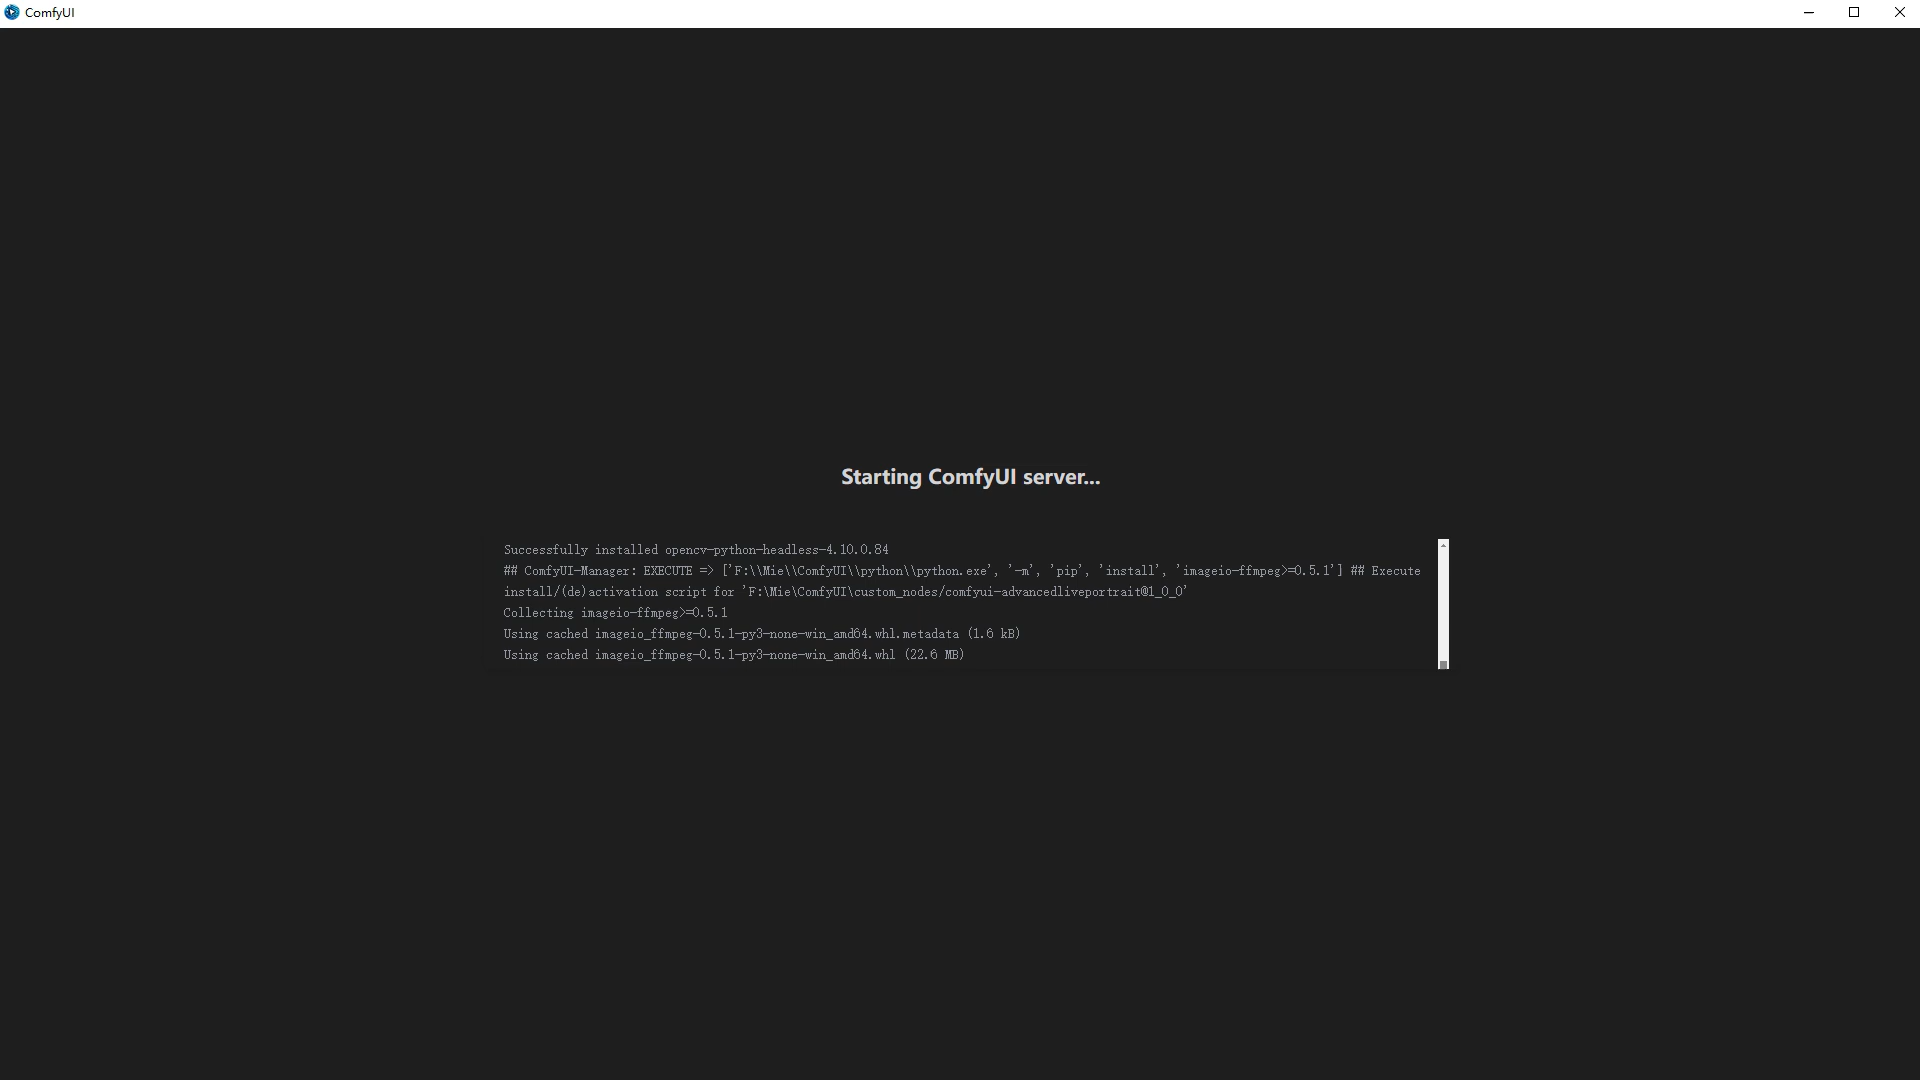 ComfyUI
Starting ComfyUI server...
Successfully installed opencv-python-headless-4.10.0.84
## ComfyUI-Manager: EXECUTE => ['F:\\Mie\\ComfyUI\\python\\python.exe', '-m', 'pip', 'install', 'imageio-ffmpeg>=0.5.1'] ## Execute
install/(de)activation script for 'F:\Mie\ComfyUI\custom_nodes/comfyui-advancedliveportrait@1_0_0'
Collecting imageio-ffmpeg>=0.5.1
Using cached imageio_ffmpeg-0.5.1-py3-none-win_amd64.whl.metadata (1.6 kB)
Using cached imageio_ffmpeg-0.5.1-py3-none-win_amd64.whl (22.6 MB)